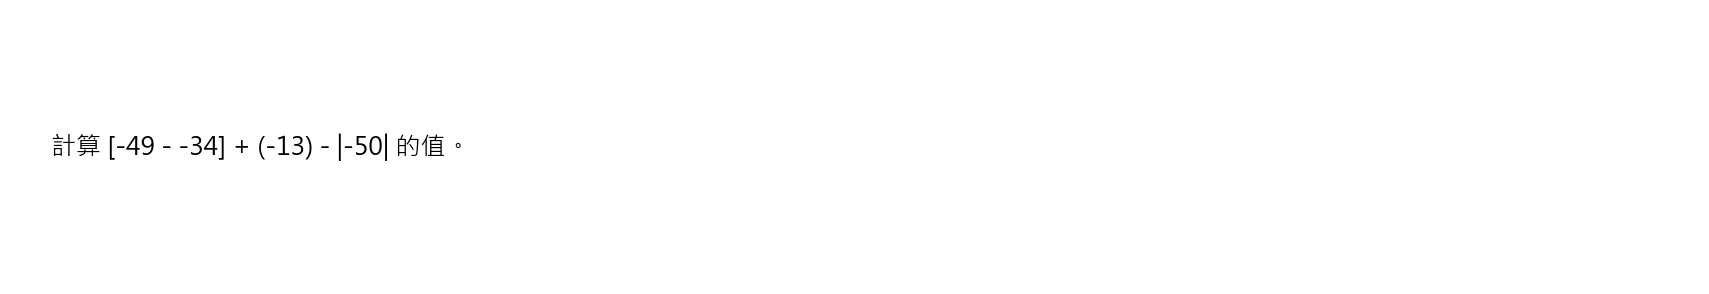 計算 [-49 - -34] + (-13) - |-50| 的值。